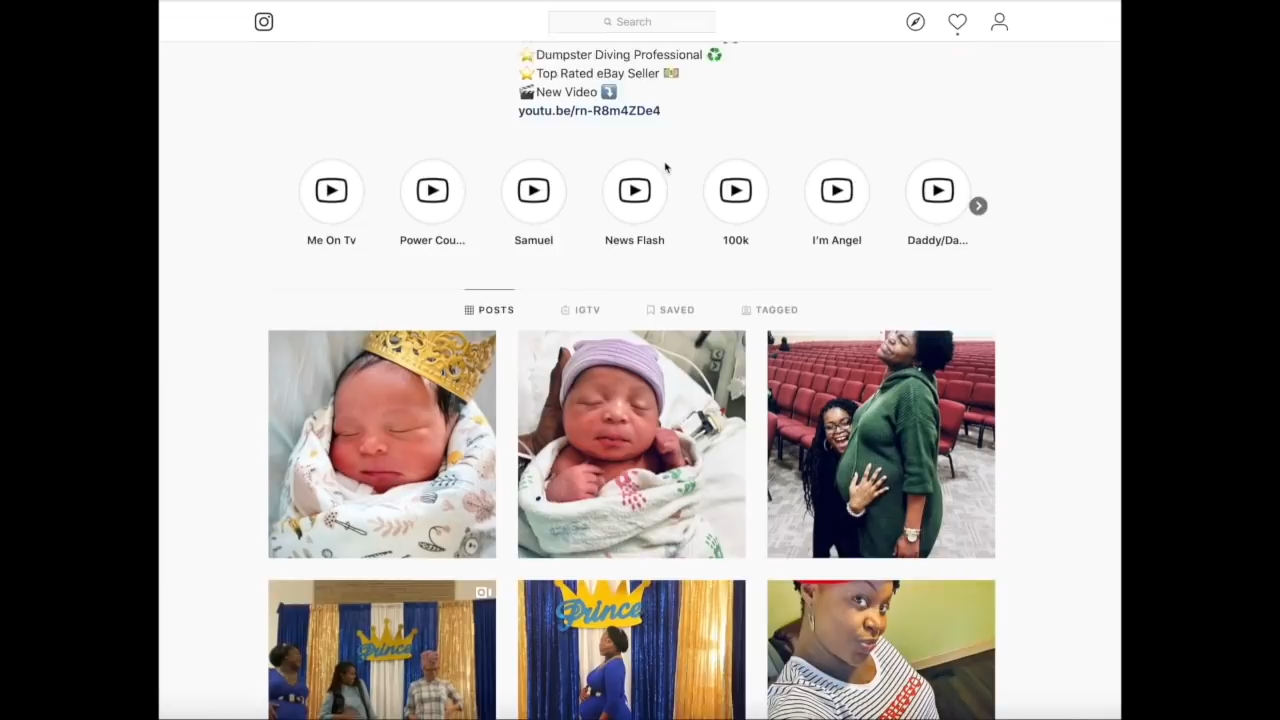 Search
⭐Dumpster Diving Professional ♻️
⭐Top Rated eBay Seller 💵
🎬New Video ⤵️
youtu.be/rn-R8m4ZDe4
Me On Tv
Power Cou...
Samuel
News Flash
100k
I'm Angel
Daddy/Da...
POSTS
IGTV
SAVED
TAGGED
Prince
Prince